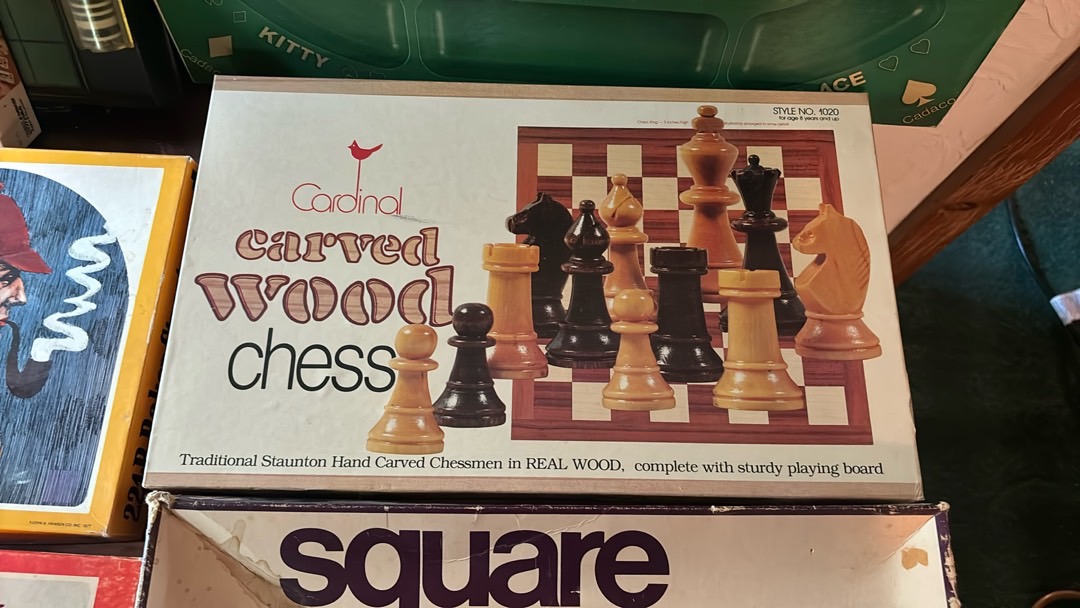 KITTY
ACE
Cadaco
STYLE NO. 1020
for age 8 years and up
Cardinal
carved
wood
chess
Traditional Staunton Hand Carved Chessmen in REAL WOOD, complete with sturdy playing board
square